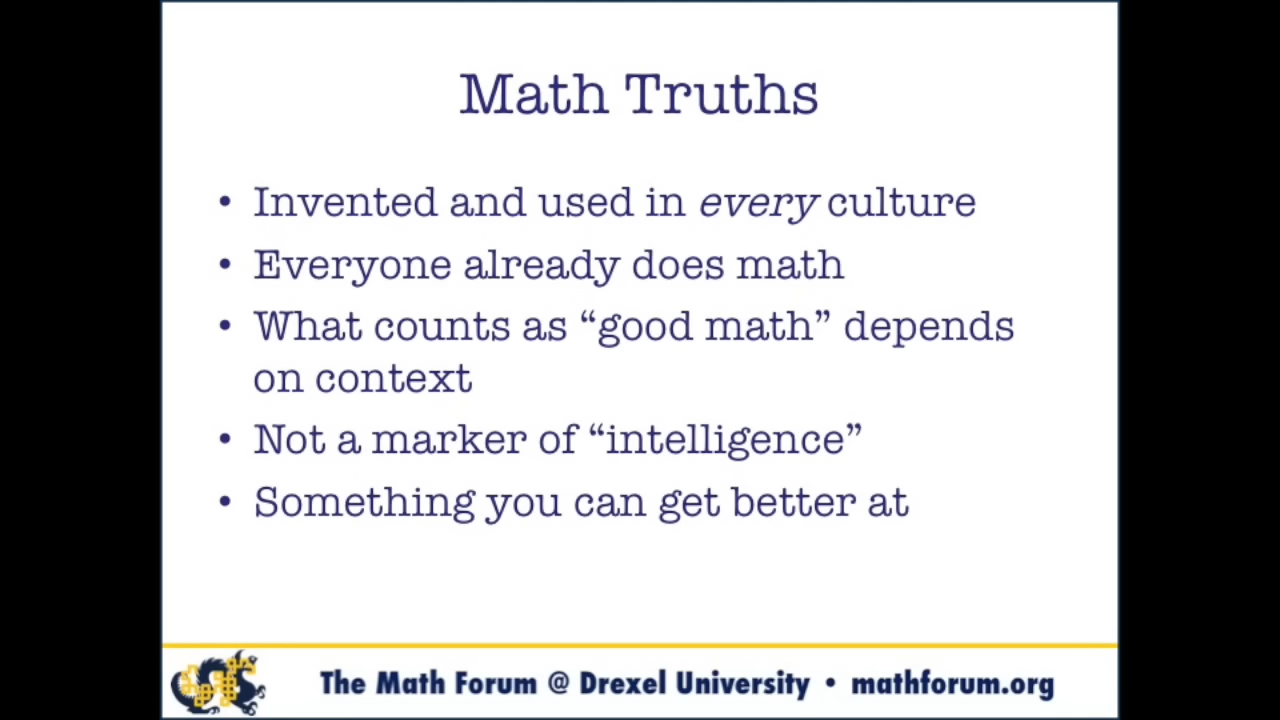 Math Truths
• Invented and used in every culture
• Everyone already does math
• What counts as “good math” depends
on context
• Not a marker of “intelligence”
• Something you can get better at
The Math Forum @ Drexel University • mathforum.org